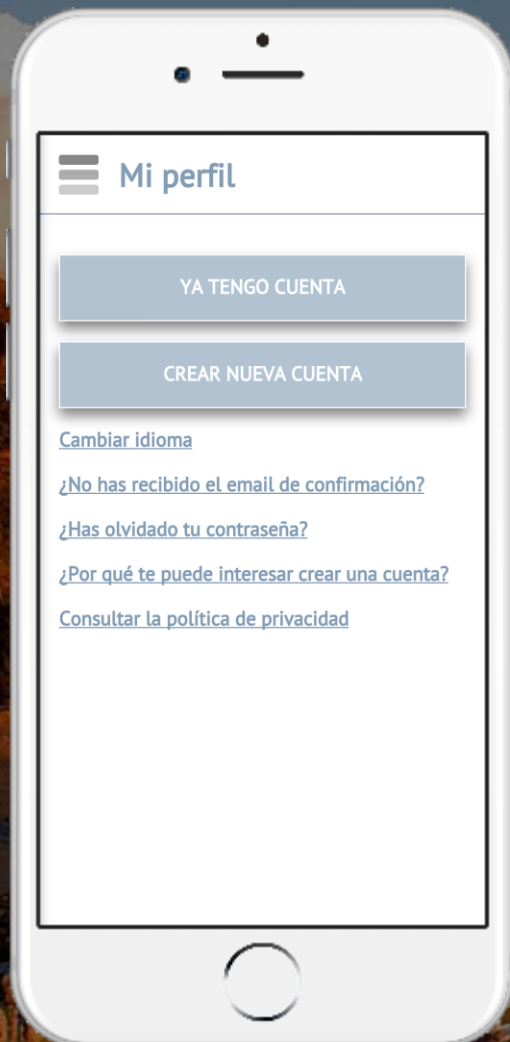 Mi perfil
YA TENGO CUENTA
CREAR NUEVA CUENTA
Cambiar idioma
¿No has recibido el email de confirmación?
¿Has olvidado tu contraseña?
¿Por qué te puede interesar crear una cuenta?
Consultar la política de privacidad